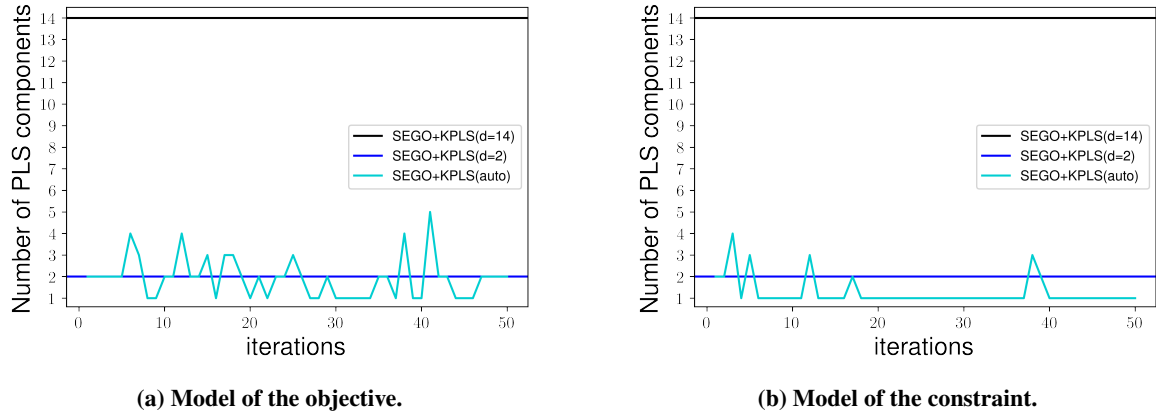 Number of PLS components
14
13
12
11
10
9
8
7
6
5
4
3
2
1
SEGO+KPLS(d=14)
SEGO+KPLS(d=2)
SEGO+KPLS(auto)
0 10 20 30 40 50
iterations
(a) Model of the objective.
Number of PLS components
14
13
12
11
10
9
8
7
6
5
4
3
2
1
SEGO+KPLS(d=14)
SEGO+KPLS(d=2)
SEGO+KPLS(auto)
0 10 20 30 40 50
iterations
(b) Model of the constraint.